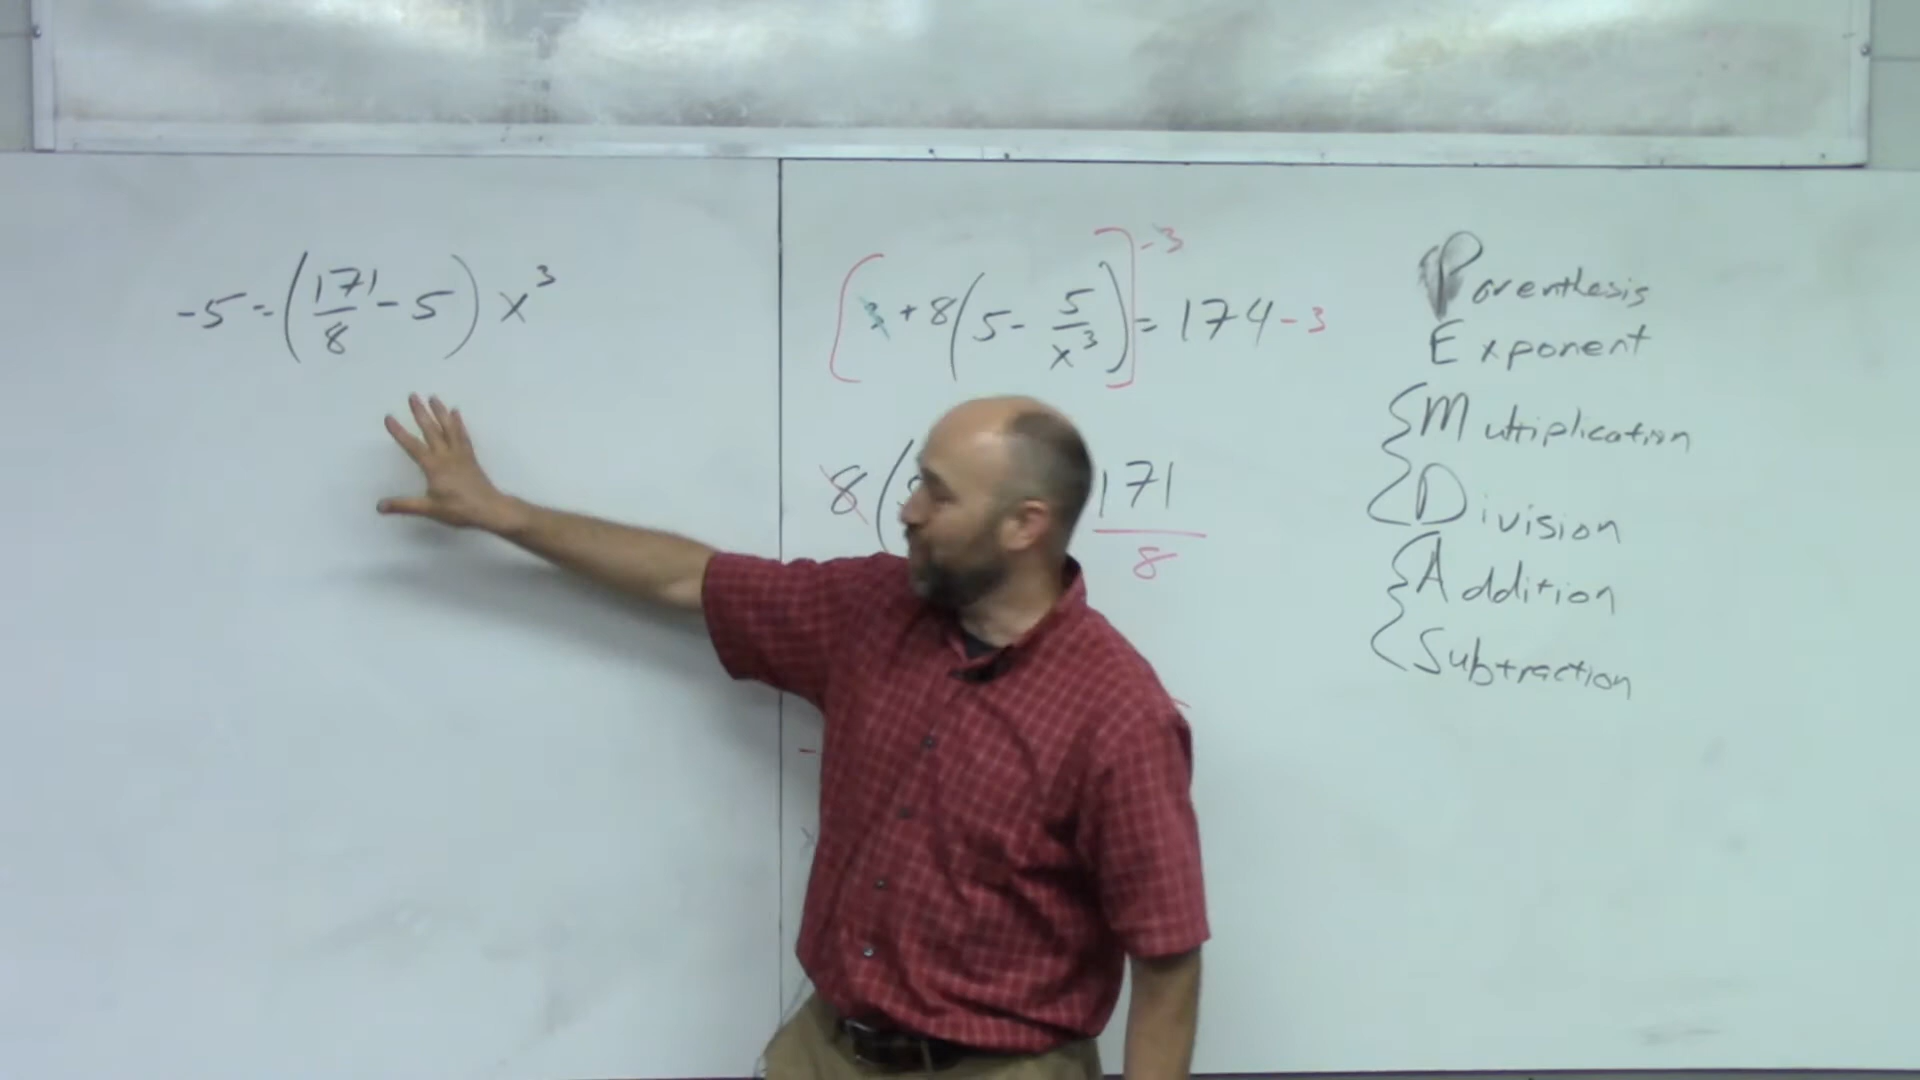 -5 = (171/8 - 5) x³
[3 + 8(5 - 5/x³)]-3 = 174 - 3
8( 171/8
Parenthesis
Exponent
Multiplication
Division
Addition
Subtraction